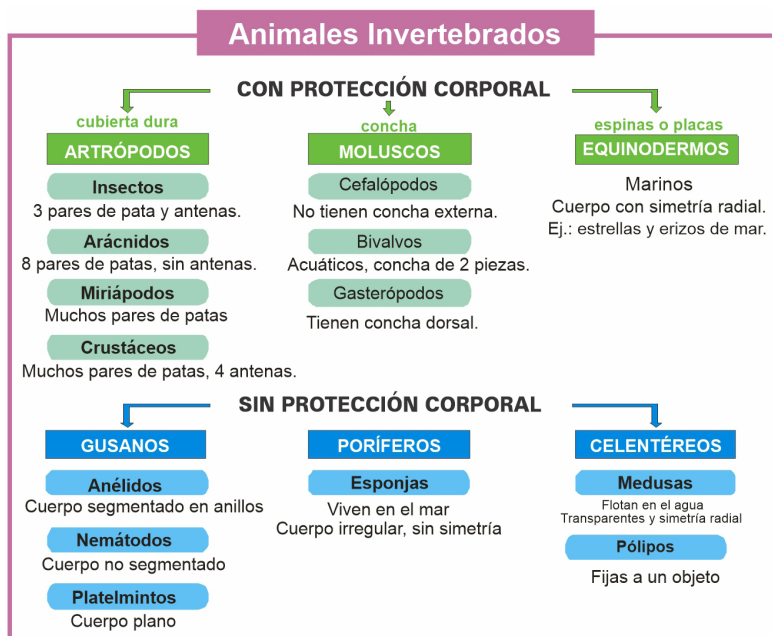 Animales Invertebrados
CON PROTECCIÓN CORPORAL
cubierta dura
ARTRÓPODOS
Insectos
3 pares de pata y antenas.
Arácnidos
8 pares de patas, sin antenas.
Miriápodos
Muchos pares de patas
Crustáceos
Muchos pares de patas, 4 antenas.
concha
MOLUSCOS
Cefalópodos
No tienen concha externa.
Bivalvos
Acuáticos, concha de 2 piezas.
Gasterópodos
Tienen concha dorsal.
espinas o placas
EQUINODERMOS
Marinos
Cuerpo con simetría radial.
Ej.: estrellas y erizos de mar.
SIN PROTECCIÓN CORPORAL
GUSANOS
Anélidos
Cuerpo segmentado en anillos
Nemátodos
Cuerpo no segmentado
Platelmintos
Cuerpo plano
PORÍFEROS
Esponjas
Viven en el mar
Cuerpo irregular, sin simetría
CELENTÉREOS
Medusas
Flotan en el agua
Transparentes y simetría radial
Pólipos
Fijas a un objeto